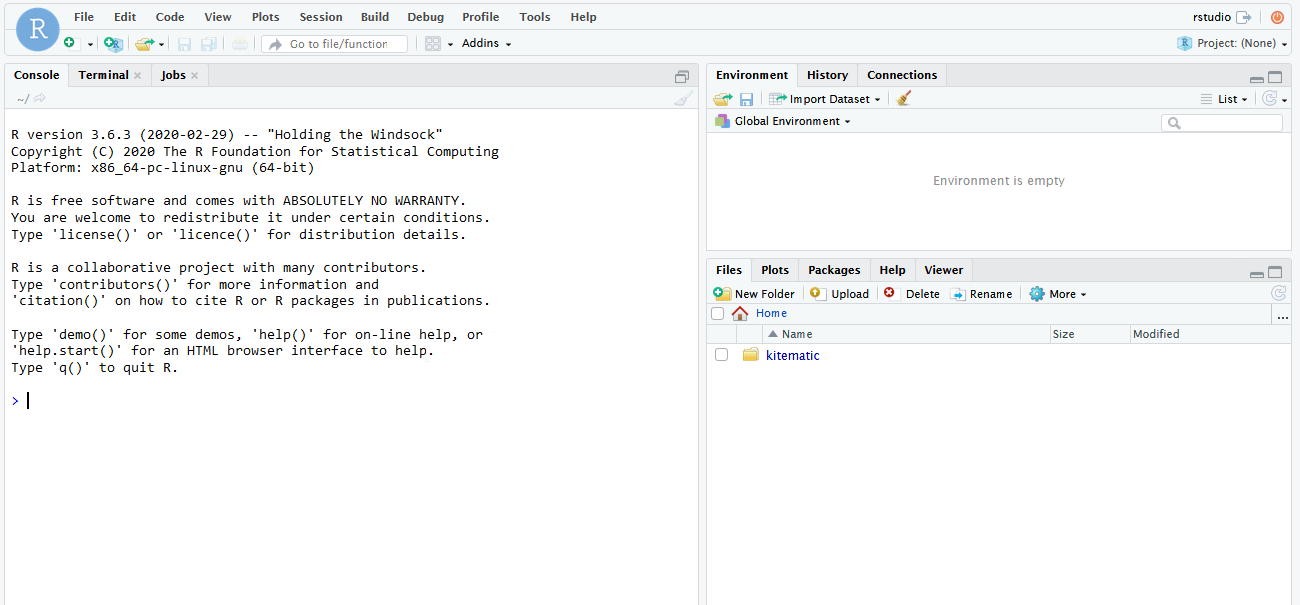 R
File Edit Code View Plots Session Build Debug Profile Tools Help
rstudio
Go to file/function
Addins
R Project: (None)
Console Terminal Jobs
~/
R version 3.6.3 (2020-02-29) -- "Holding the Windsock"
Copyright (C) 2020 The R Foundation for Statistical Computing
Platform: x86_64-pc-linux-gnu (64-bit)
R is free software and comes with ABSOLUTELY NO WARRANTY.
You are welcome to redistribute it under certain conditions.
Type 'license()' or 'licence()' for distribution details.
R is a collaborative project with many contributors.
Type 'contributors()' for more information and
'citation()' on how to cite R or R packages in publications.
Type 'demo()' for some demos, 'help()' for on-line help, or
'help.start()' for an HTML browser interface to help.
Type 'q()' to quit R.
>
Environment History Connections
Import Dataset
List
Global Environment
Environment is empty
Files Plots Packages Help Viewer
New Folder Upload Delete Rename More
Home
...
Name Size Modified
kitematic